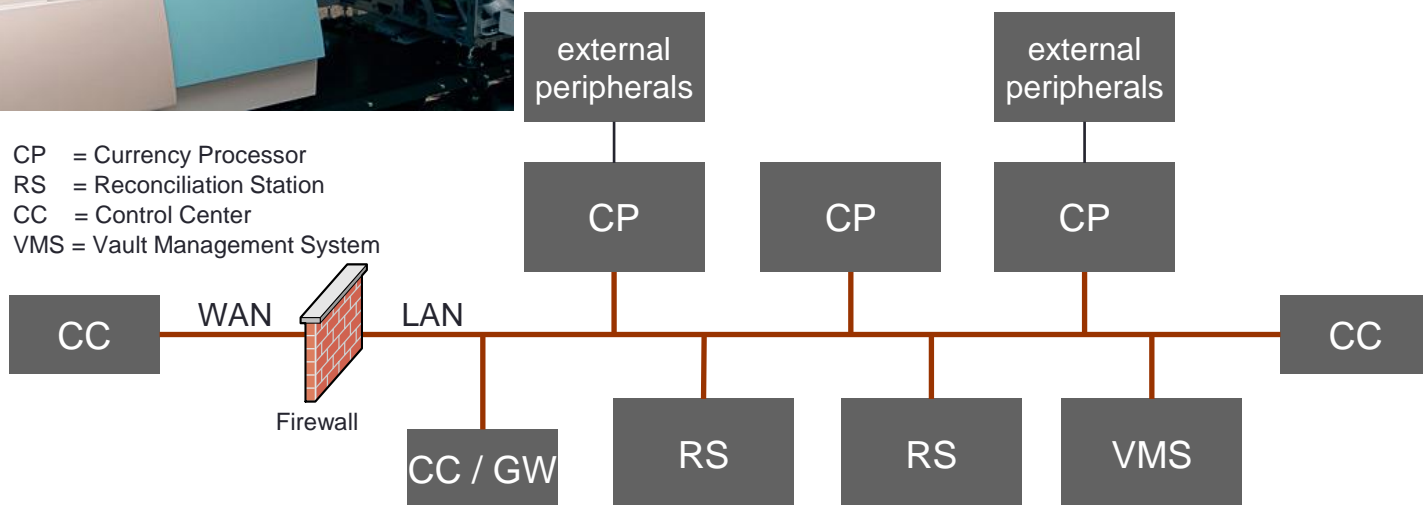 external
peripherals
external
peripherals
CP = Currency Processor
RS = Reconciliation Station
CC = Control Center
VMS = Vault Management System
CP
CP
CP
CC
WAN
LAN
CC
Firewall
CC / GW
RS
RS
VMS